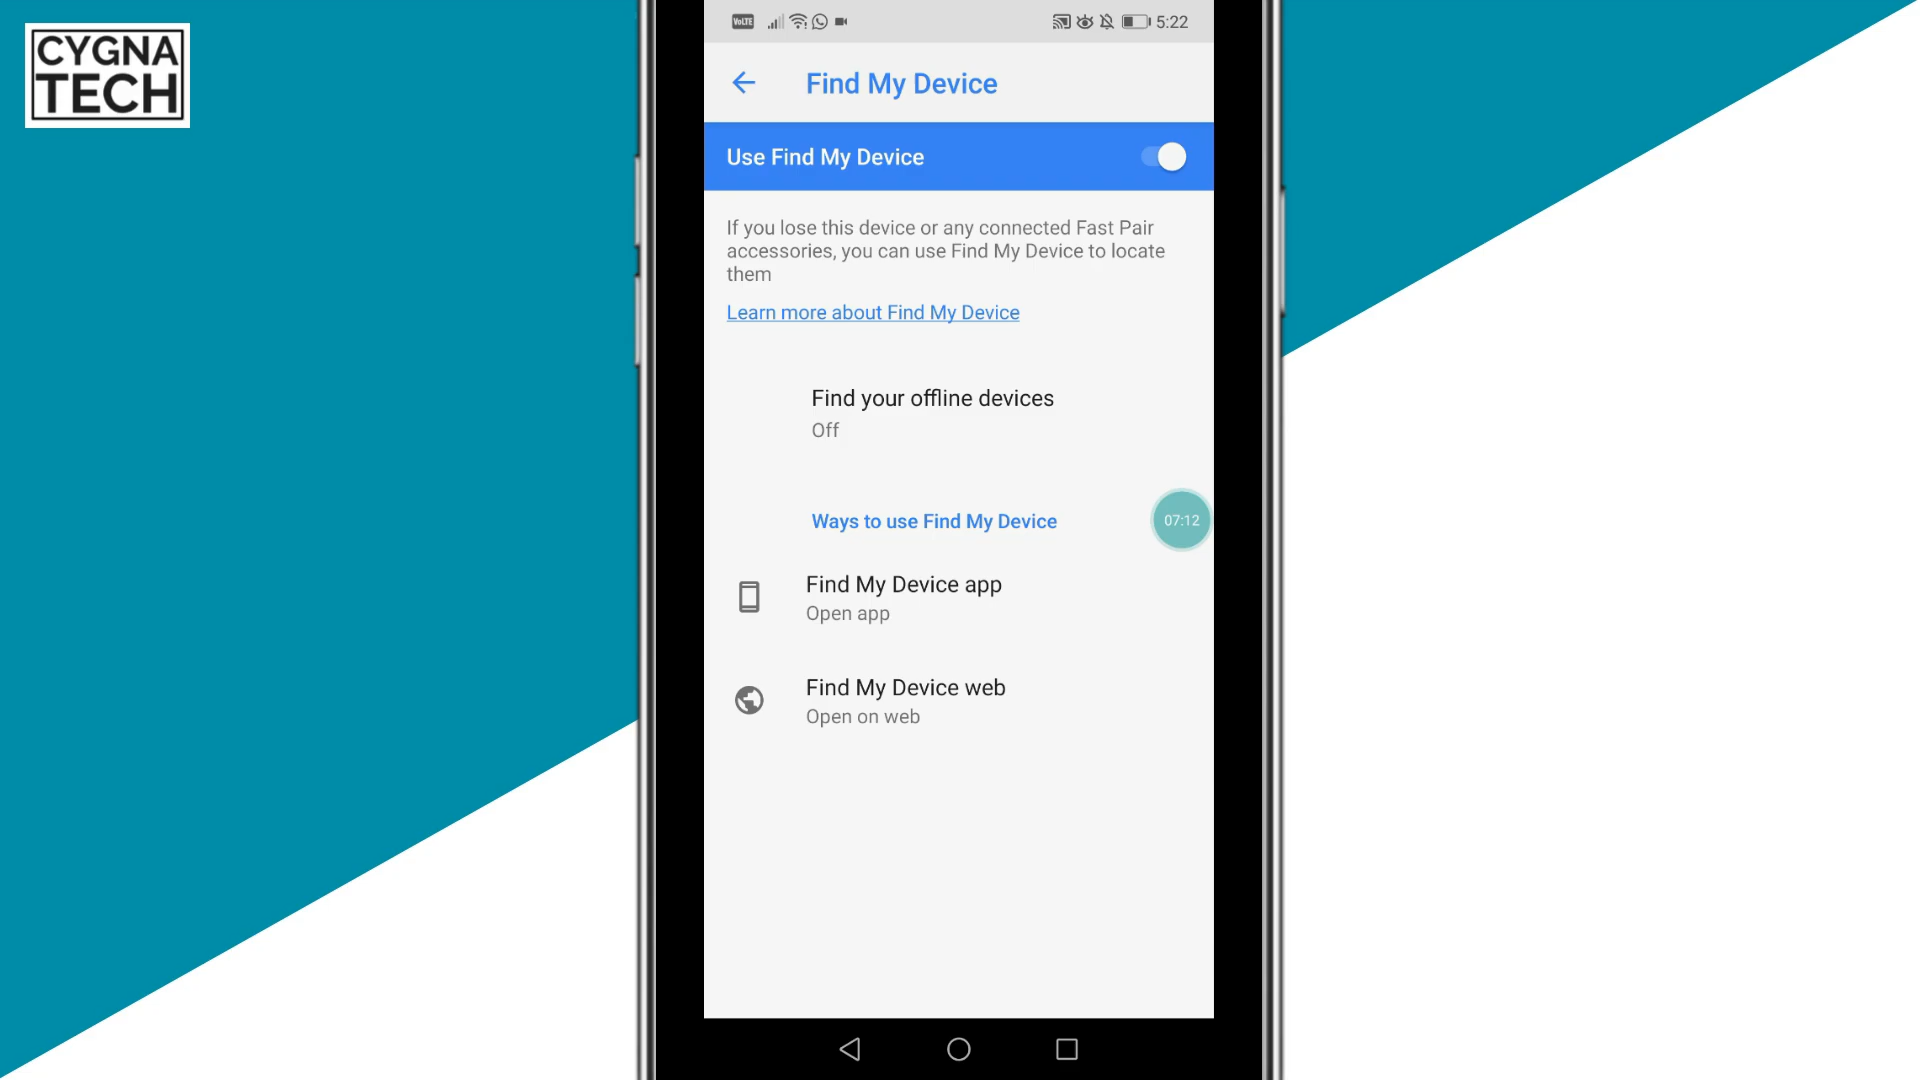 CYGNA
TECH
VoLTE
5:22
Find My Device
Use Find My Device
If you lose this device or any connected Fast Pair
accessories, you can use Find My Device to locate
them
Learn more about Find My Device
Find your offline devices
Off
Ways to use Find My Device
07:12
Find My Device app
Open app
Find My Device web
Open on web